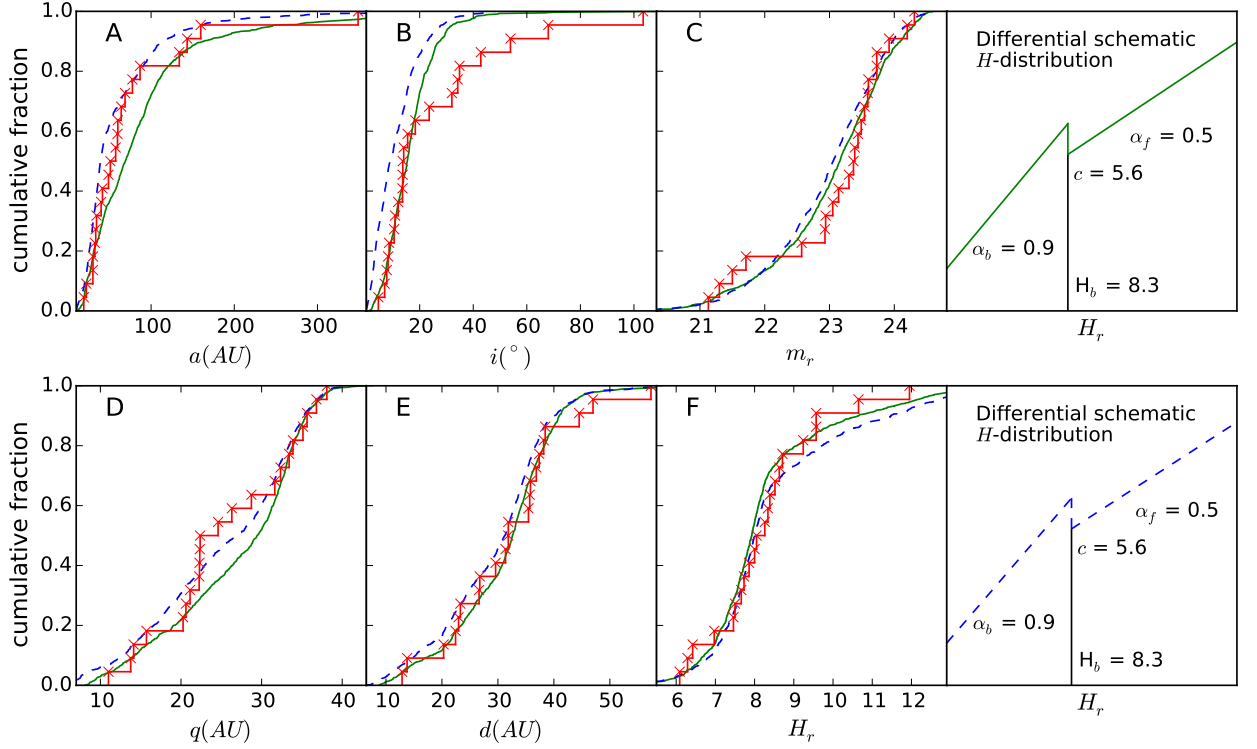 cumulative fraction
1.0
0.8
0.6
0.4
0.2
0.0
A
100
200
300
a(AU)
B
20
40
60
80
100
i(°)
C
21
22
23
24
m_r
Differential schematic
H-distribution
α_f = 0.5
c = 5.6
α_b = 0.9
H_b = 8.3
H_r
cumulative fraction
1.0
0.8
0.6
0.4
0.2
0.0
D
10
20
30
40
q(AU)
E
10
20
30
40
50
d(AU)
F
6
7
8
9
10
11
12
H_r
Differential schematic
H-distribution
α_f = 0.5
c = 5.6
α_b = 0.9
H_b = 8.3
H_r